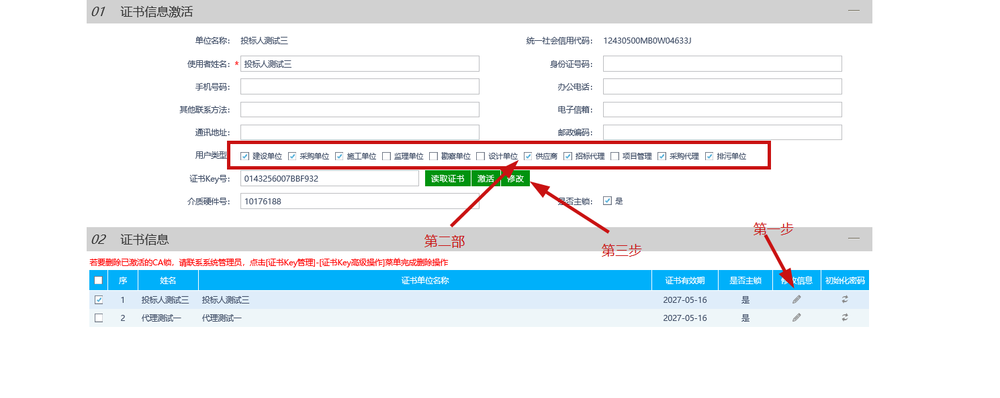 01 证书信息激活
单位名称： 投标人测试三 统一社会信用代码： 12430500MB0W04633J
使用者姓名： * 投标人测试三 身份证号码：
手机号码： 办公电话：
其他联系方法： 电子信箱：
通讯地址： 邮政编码：
用户类型 建设单位 采购单位 施工单位 监理单位 勘察单位 设计单位 供应商 招标代理 项目管理 采购代理 排污单位
证书Key号： 0143256007BBF932 读取证书 激活 修改
介质硬件号： 10176188 是否主锁： 是
第一步
02 证书信息
第二部
第三步
若要删除已激活的CA锁，请联系系统管理员，点击[证书Key管理]-[证书Key高级操作]菜单完成删除操作
序 姓名 证书单位名称 证书有效期 是否主锁 修改信息 初始化密码
1 投标人测试三 投标人测试三 2027-05-16 是
2 代理测试一 代理测试一 2027-05-16 是